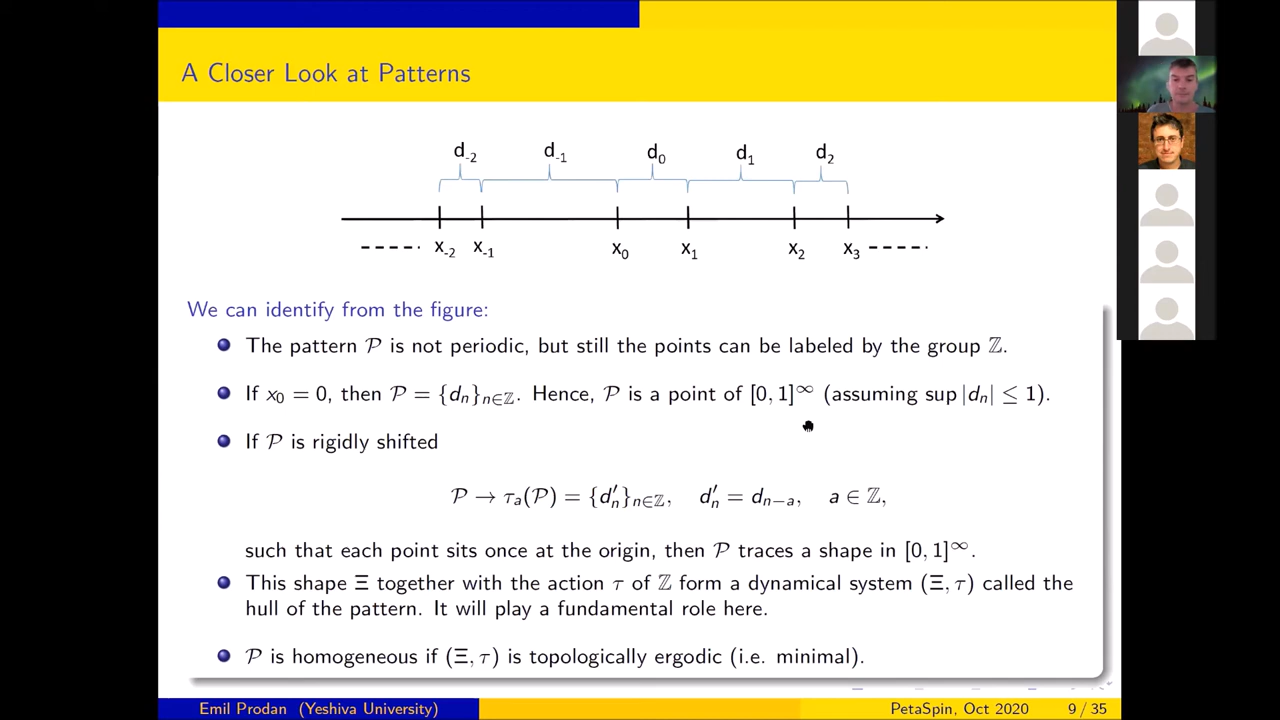 A Closer Look at Patterns
d₋₂ d₋₁ d₀ d₁ d₂
x₋₂ x₋₁ x₀ x₁ x₂ x₃
We can identify from the figure:
The pattern 𝒫 is not periodic, but still the points can be labeled by the group ℤ.
If x₀ = 0, then 𝒫 = {dₙ}ₙ∈ℤ. Hence, 𝒫 is a point of [0, 1]^∞ (assuming sup |dₙ| ≤ 1).
If 𝒫 is rigidly shifted
𝒫 → τₐ(𝒫) = {d′ₙ}ₙ∈ℤ, d′ₙ = dₙ₋ₐ, a ∈ ℤ,
such that each point sits once at the origin, then 𝒫 traces a shape in [0, 1]^∞.
This shape Ξ together with the action τ of ℤ form a dynamical system (Ξ, τ) called the
hull of the pattern. It will play a fundamental role here.
𝒫 is homogeneous if (Ξ, τ) is topologically ergodic (i.e. minimal).
Emil Prodan (Yeshiva University) PetaSpin, Oct 2020 9 / 35